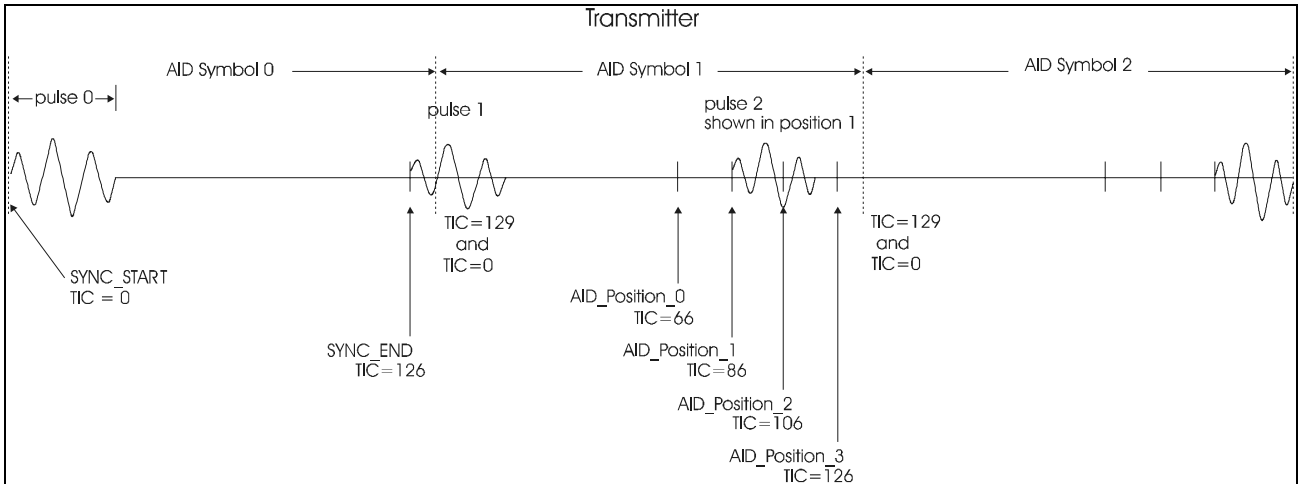 Transmitter
AID Symbol 0
AID Symbol 1
AID Symbol 2
pulse 0
pulse 1
pulse 2
shown in position 1
TIC=129
and
TIC=0
TIC=129
and
TIC=0
SYNC_START
TIC = 0
AID_Position_0
TIC=66
SYNC_END
TIC=126
AID_Position_1
TIC=86
AID_Position_2
TIC=106
AID_Position_3
TIC=126